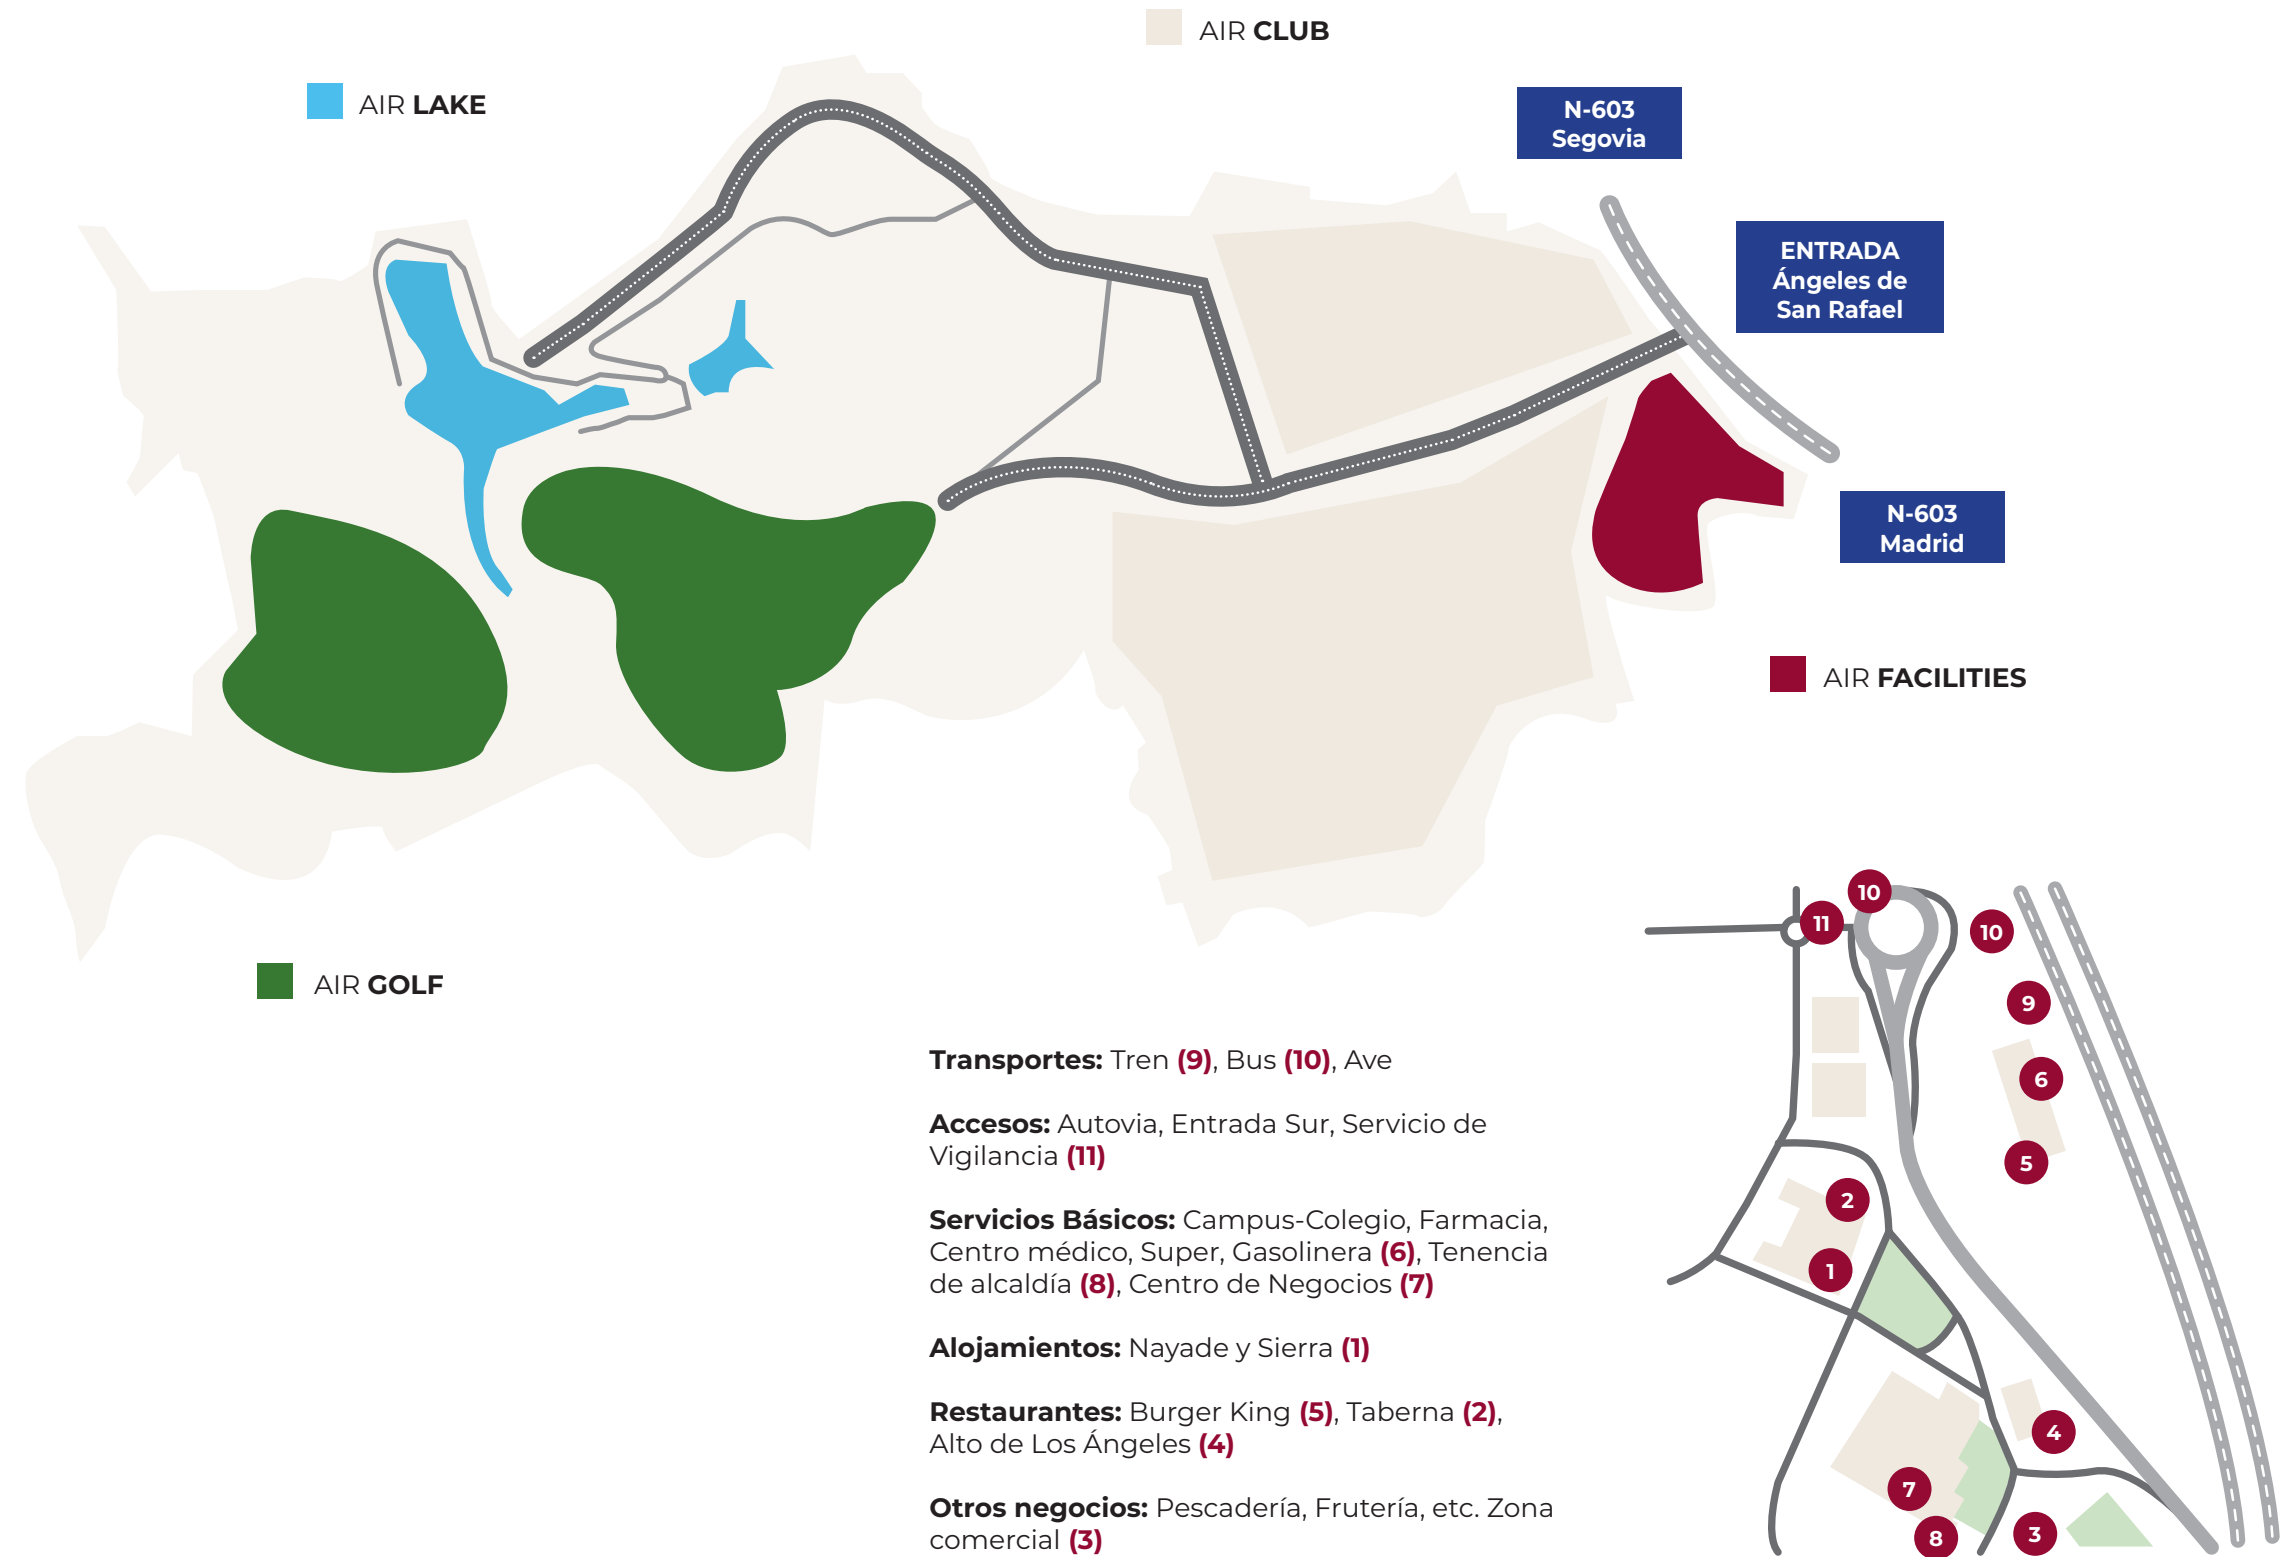 AIR CLUB
AIR LAKE
N-603
Segovia
ENTRADA
Ángeles de
San Rafael
N-603
Madrid
AIR FACILITIES
AIR GOLF
Transportes: Tren (9), Bus (10), Ave
Accesos: Autovia, Entrada Sur, Servicio de
Vigilancia (11)
Servicios Básicos: Campus-Colegio, Farmacia,
Centro médico, Super, Gasolinera (6), Tenencia
de alcaldía (8), Centro de Negocios (7)
Alojamientos: Nayade y Sierra (1)
Restaurantes: Burger King (5), Taberna (2),
Alto de Los Ángeles (4)
Otros negocios: Pescadería, Frutería, etc. Zona
comercial (3)
10
11
10
9
6
5
2
1
4
7
3
8